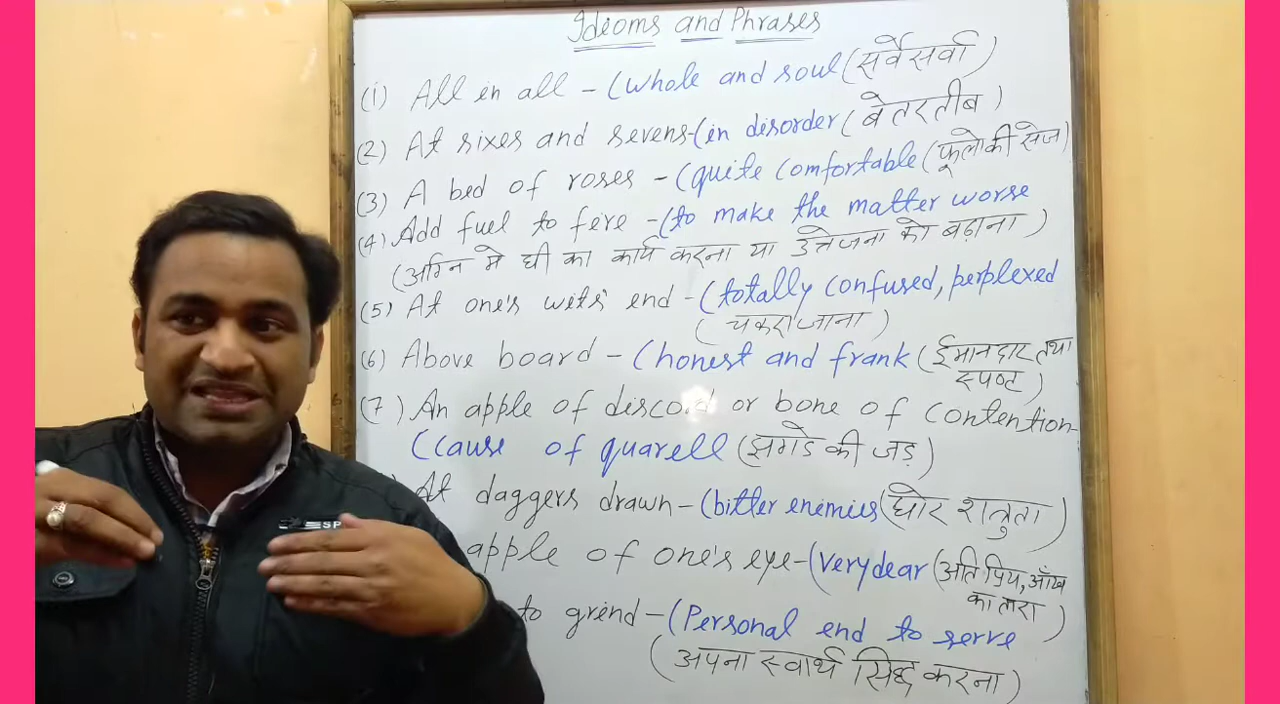 Idioms and Phrases
(1) All in all - (whole and soul (सर्वेसर्वा)
(2) At sixes and sevens-(in disorder (बेतरतीब)
(3) A bed of roses - (quite comfortable (फूलो की सेज)
(4) Add fuel to fire - (to make the matter worse
(अग्नि मे घी का कार्य करना या उत्तेजना को बढ़ाना)
(5) At one's wits' end - (totally confused, perplexed
(चकरा जाना)
(6) Above board - (honest and frank (ईमानदार तथा
स्पष्ट)
(7) An apple of discord or bone of contention-
(cause of quarell (झगडे की जड़)
At daggers drawn - (bitter enemies (घोर शत्रुता)
apple of one's eye-(very dear (अति प्रिय, आँख
का तारा)
to grind - (Personal end to serve
(अपना स्वार्थ सिद्ध करना)
SP